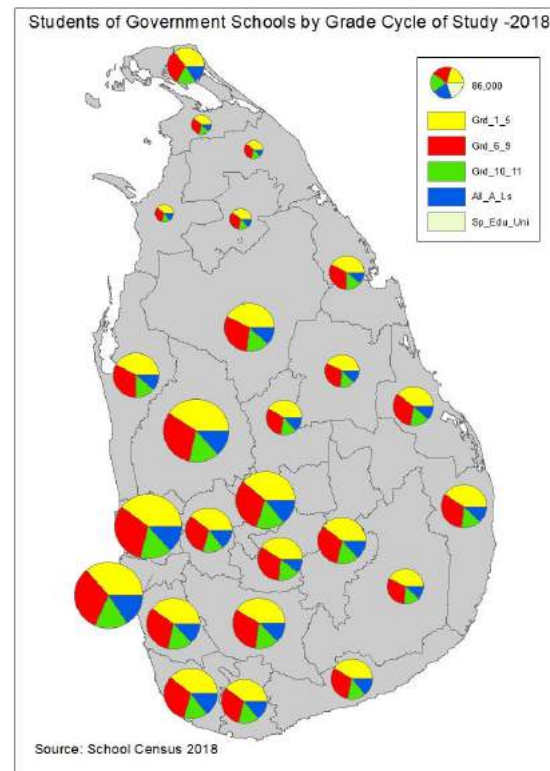 Students of Government Schools by Grade Cycle of Study -2018
86,000
Grd_1_5
Grd_6_9
Grd_10_11
All_A_Ls
Sp_Edu_Uni
Source: School Census 2018